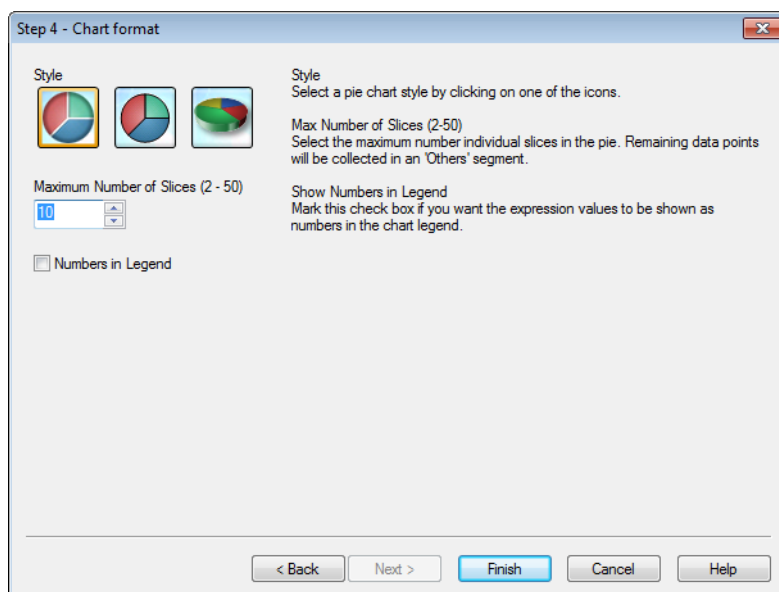 Step 4 - Chart format
Style
Maximum Number of Slices (2 - 50)
10
Numbers in Legend
Style
Select a pie chart style by clicking on one of the icons.
Max Number of Slices (2-50)
Select the maximum number individual slices in the pie. Remaining data points
will be collected in an 'Others' segment.
Show Numbers in Legend
Mark this check box if you want the expression values to be shown as
numbers in the chart legend.
< Back
Next >
Finish
Cancel
Help